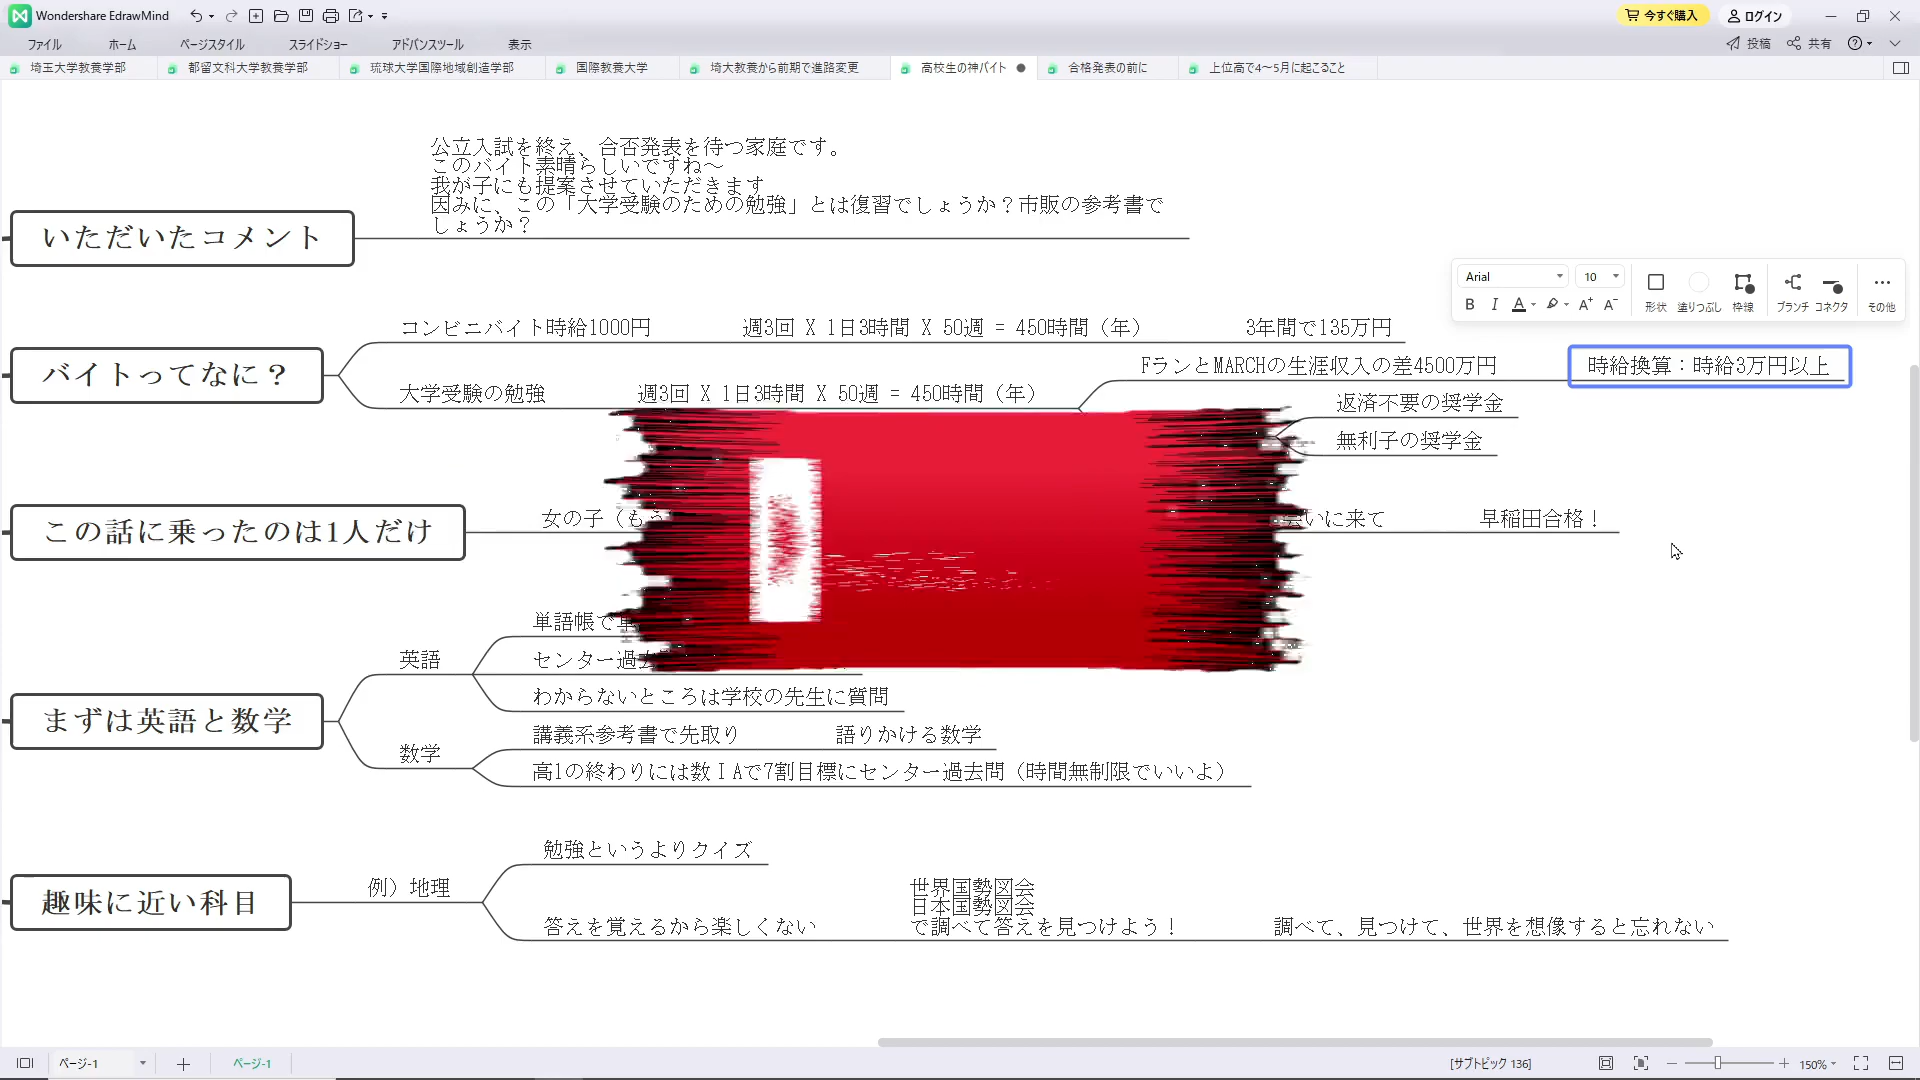 Wondershare EdrawMind
今すぐ購入
ログイン
ファイル
ホーム
ページスタイル
スライドショー
アドバンスツール
表示
投稿
共有
埼玉大学教養学部
都留文科大学教養学部
琉球大学国際地域創造学部
国際教養大学
埼大教養から前期で進路変更
高校生の神バイト
合格発表の前に
上位高で4～5月に起こること
公立入試を終え、合否発表を待つ家庭です。
このバイト素晴らしいですね～
我が子にも提案させていただきます
因みに、この「大学受験のための勉強」とは復習でしょうか？市販の参考書で
しょうか？
いただいたコメント
Arial
10
B I A A+ A-
形状
塗りつぶし
枠線
ブランチ
コネクタ
その他
バイトってなに？
コンビニバイト時給1000円
週3回 X 1日3時間 X 50週 = 450時間（年）
3年間で135万円
大学受験の勉強
週3回 X 1日3時間 X 50週 = 450時間（年）
FランとMARCHの生涯収入の差4500万円
時給換算：時給3万円以上
返済不要の奨学金
無利子の奨学金
この話に乗ったのは1人だけ
女の子（もう
いに来て
早稲田合格！
まずは英語と数学
英語
単語帳で
センター過去
わからないところは学校の先生に質問
数学
講義系参考書で先取り
語りかける数学
高1の終わりには数ⅠAで7割目標にセンター過去問（時間無制限でいいよ）
趣味に近い科目
例）地理
勉強というよりクイズ
答えを覚えるから楽しくない
世界国勢図会
日本国勢図会
で調べて答えを見つけよう！
調べて、見つけて、世界を想像すると忘れない
ページ-1
ページ-1
[サブトピック 136]
150%